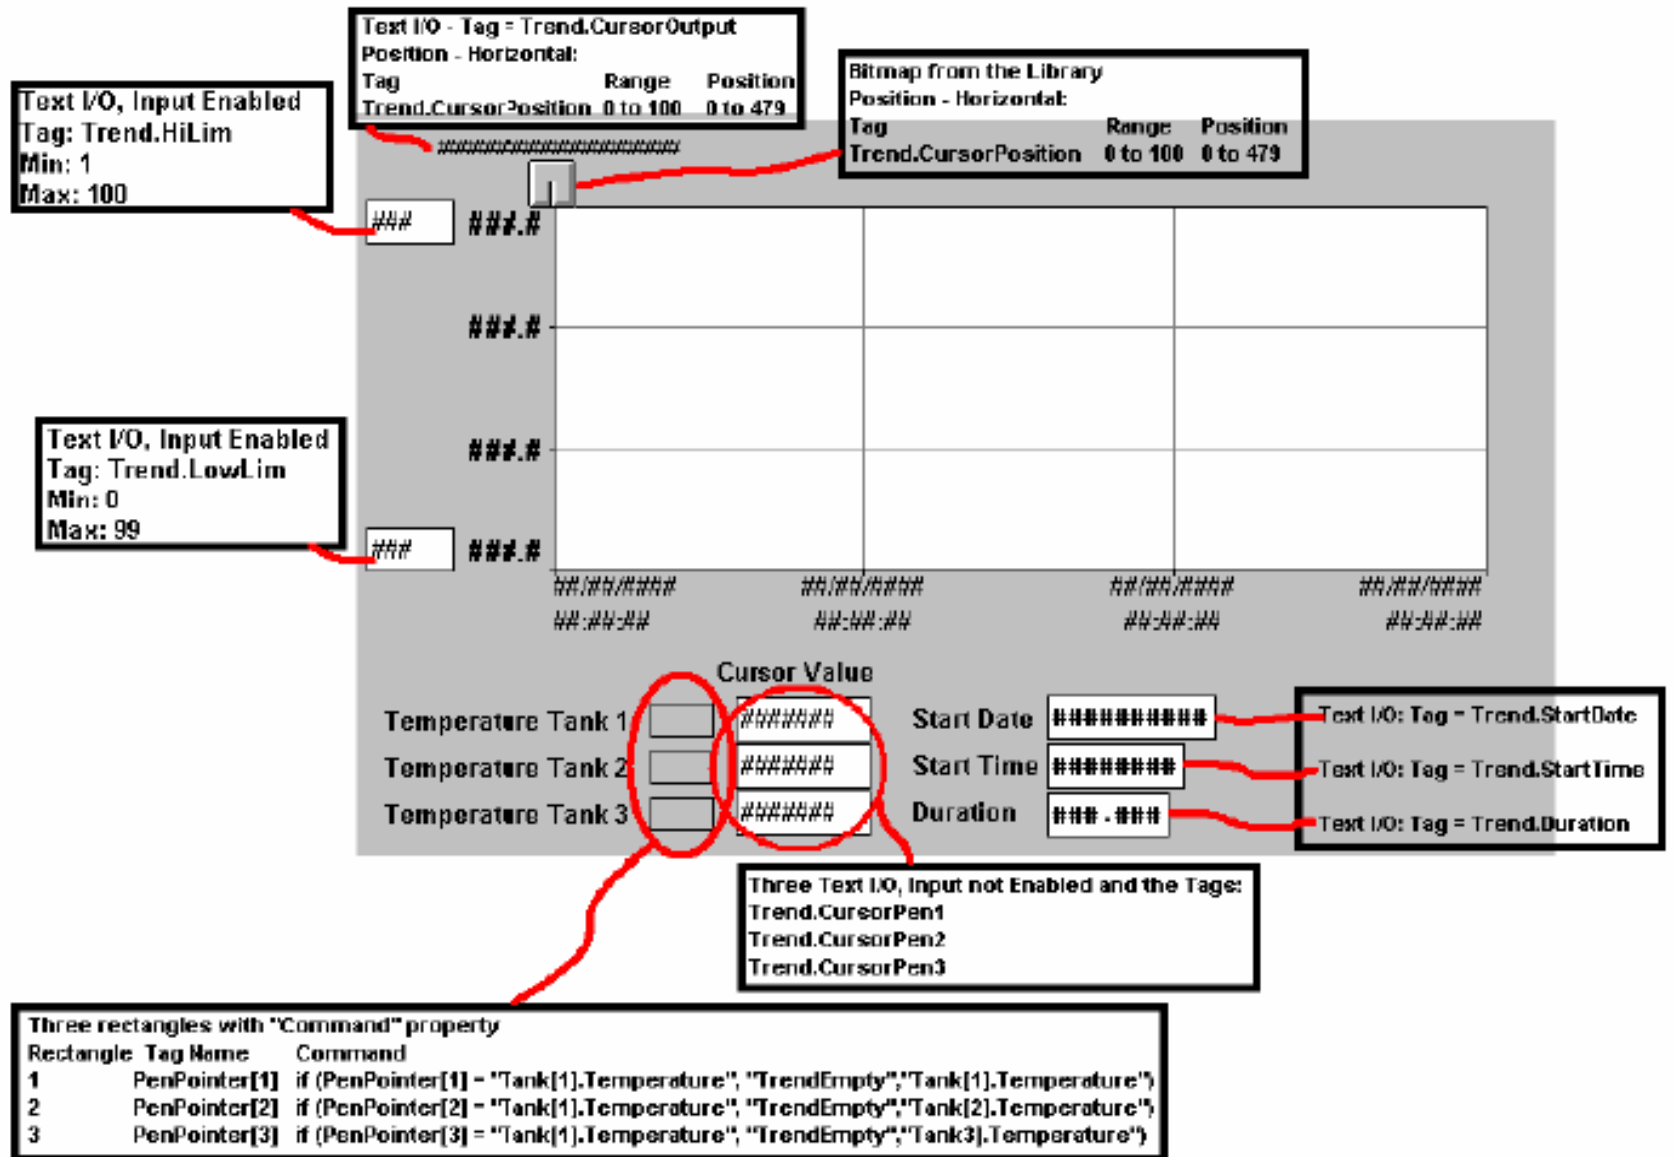 Text I/O - Tag = Trend.CursorOutput
Position - Horizontal:
Tag Range Position
Trend.CursorPosition 0 to 100 0 to 479
Bitmap from the Library
Position - Horizontal:
Tag Range Position
Trend.CursorPosition 0 to 100 0 to 479
Text I/O, Input Enabled
Tag: Trend.HiLim
Min: 1
Max: 100
### ###.#
###.#
Text I/O, Input Enabled
Tag: Trend.LowLim
Min: 0
Max: 99
###.#
### ###.#
##/##/#### ##/##/#### ##/##/#### ##/##/####
##:##:## ##:##:## ##:##:## ##:##:##
Cursor Value
Temperature Tank 1 ####### Start Date ########## Text I/O: Tag = Trend.StartDate
Temperature Tank 2 ####### Start Time ######## Text I/O: Tag = Trend.StartTime
Temperature Tank 3 ####### Duration ###.### Text I/O: Tag = Trend.Duration
Three Text I/O, Input not Enabled and the Tags:
Trend.CursorPen1
Trend.CursorPen2
Trend.CursorPen3
Three rectangles with "Command" property
Rectangle Tag Name Command
1 PenPointer[1] if (PenPointer[1] = "Tank[1].Temperature", "TrendEmpty","Tank[1].Temperature")
2 PenPointer[2] if (PenPointer[2] = "Tank[1].Temperature", "TrendEmpty","Tank[2].Temperature")
3 PenPointer[3] if (PenPointer[3] = "Tank[1].Temperature", "TrendEmpty","Tank3].Temperature")